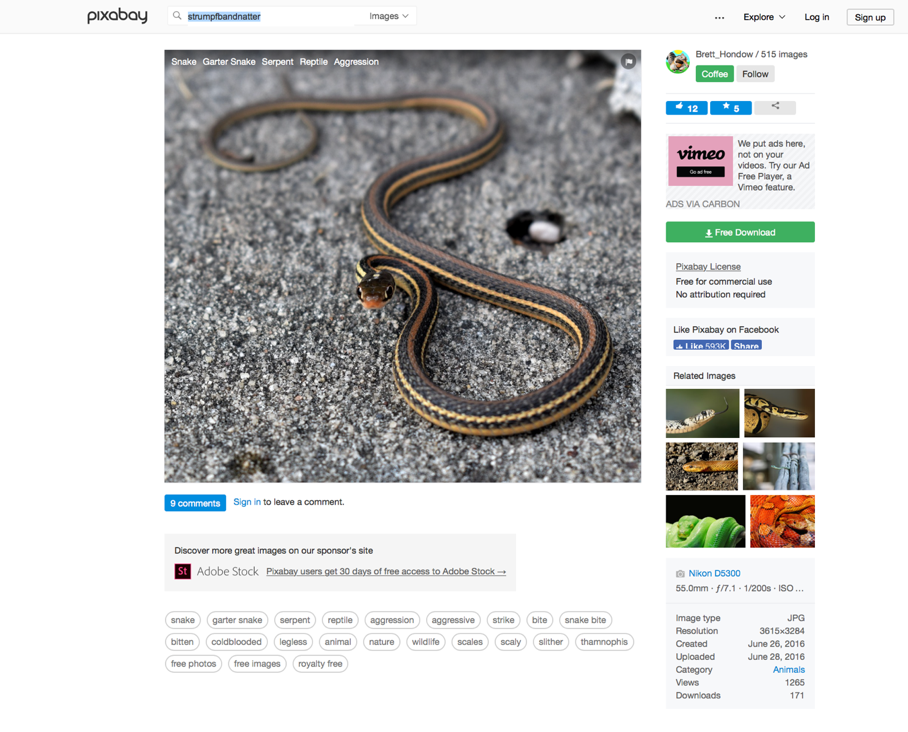 pixabay
strumpfbandnatter
Images
Explore
Log in
Sign up
Snake Garter Snake Serpent Reptile Aggression
Brett_Hondow / 515 images
Coffee
Follow
12
5
vimeo
Go ad free
We put ads here,
not on your
videos. Try our Ad
Free Player, a
Vimeo feature.
ADS VIA CARBON
Free Download
Pixabay License
Free for commercial use
No attribution required
Like Pixabay on Facebook
Like 593K
Share
Related Images
9 comments
Sign in to leave a comment.
Discover more great images on our sponsor's site
St Adobe Stock Pixabay users get 30 days of free access to Adobe Stock →
snake garter snake serpent reptile aggression aggressive strike bite snake bite
bitten coldblooded legless animal nature wildlife scales scaly slither thamnophis
free photos free images royalty free
Nikon D5300
55.0mm · ƒ/7.1 · 1/200s · ISO ...
Image type JPG
Resolution 3615×3284
Created June 26, 2016
Uploaded June 28, 2016
Category Animals
Views 1265
Downloads 171